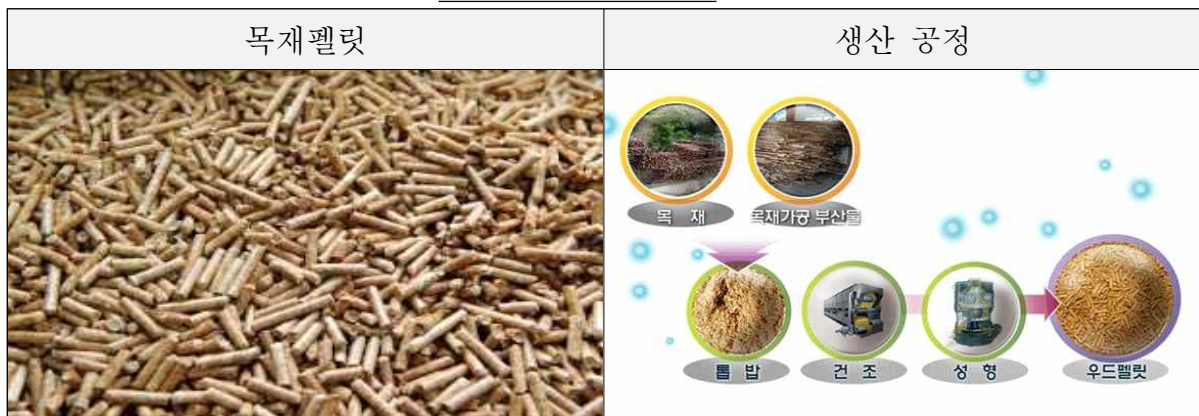 목재펠릿
생산 공정
목 재
목재가공 부산물
톱 밥
건 조
성 형
우드펠릿